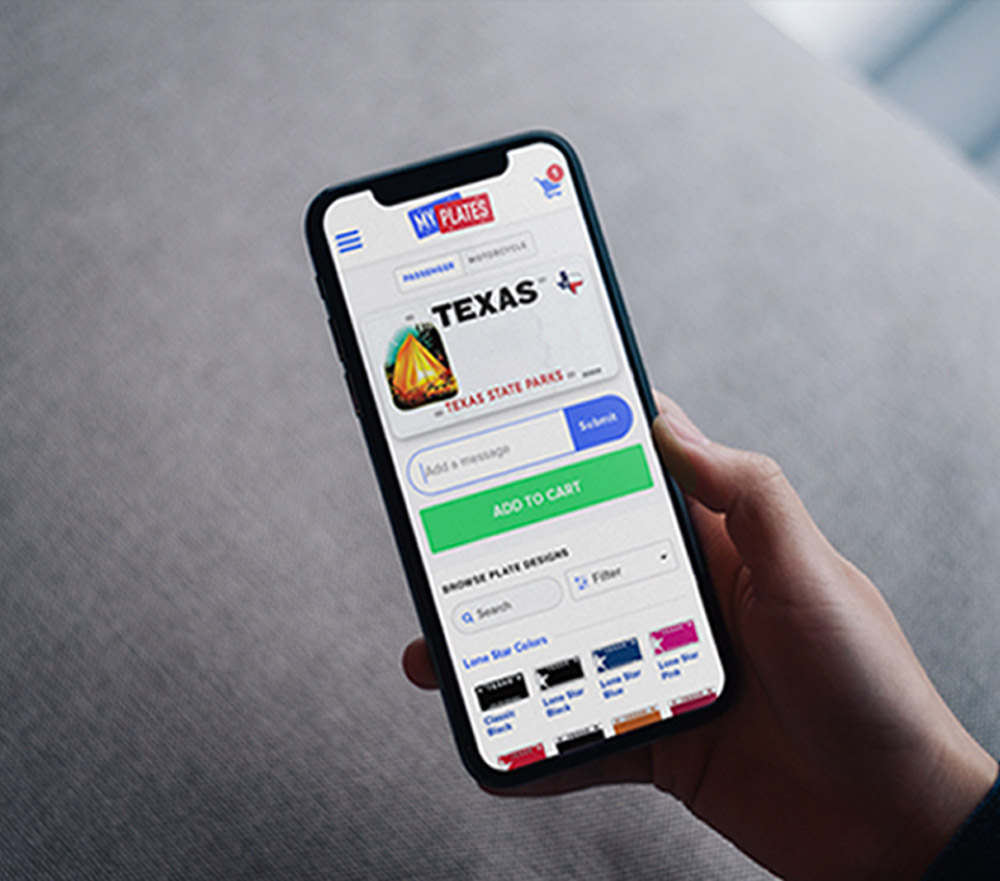 1
MY PLATES
PASSENGER MOTORCYCLE
TEXAS
TEXAS STATE PARKS
Add a message Submit
ADD TO CART
BROWSE PLATE DESIGNS
Search Filter
Lone Star Colors
Classic Black
Lone Star Black
Lone Star Blue
Lone Star Pink